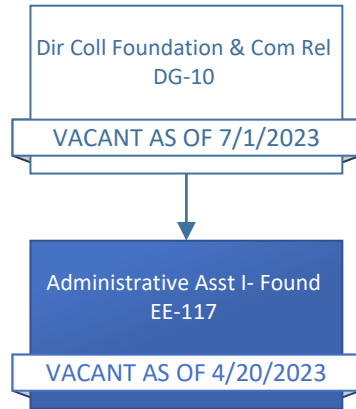 Dir Coll Foundation & Com Rel
DG-10
VACANT AS OF 7/1/2023
Administrative Asst I- Found
EE-117
VACANT AS OF 4/20/2023